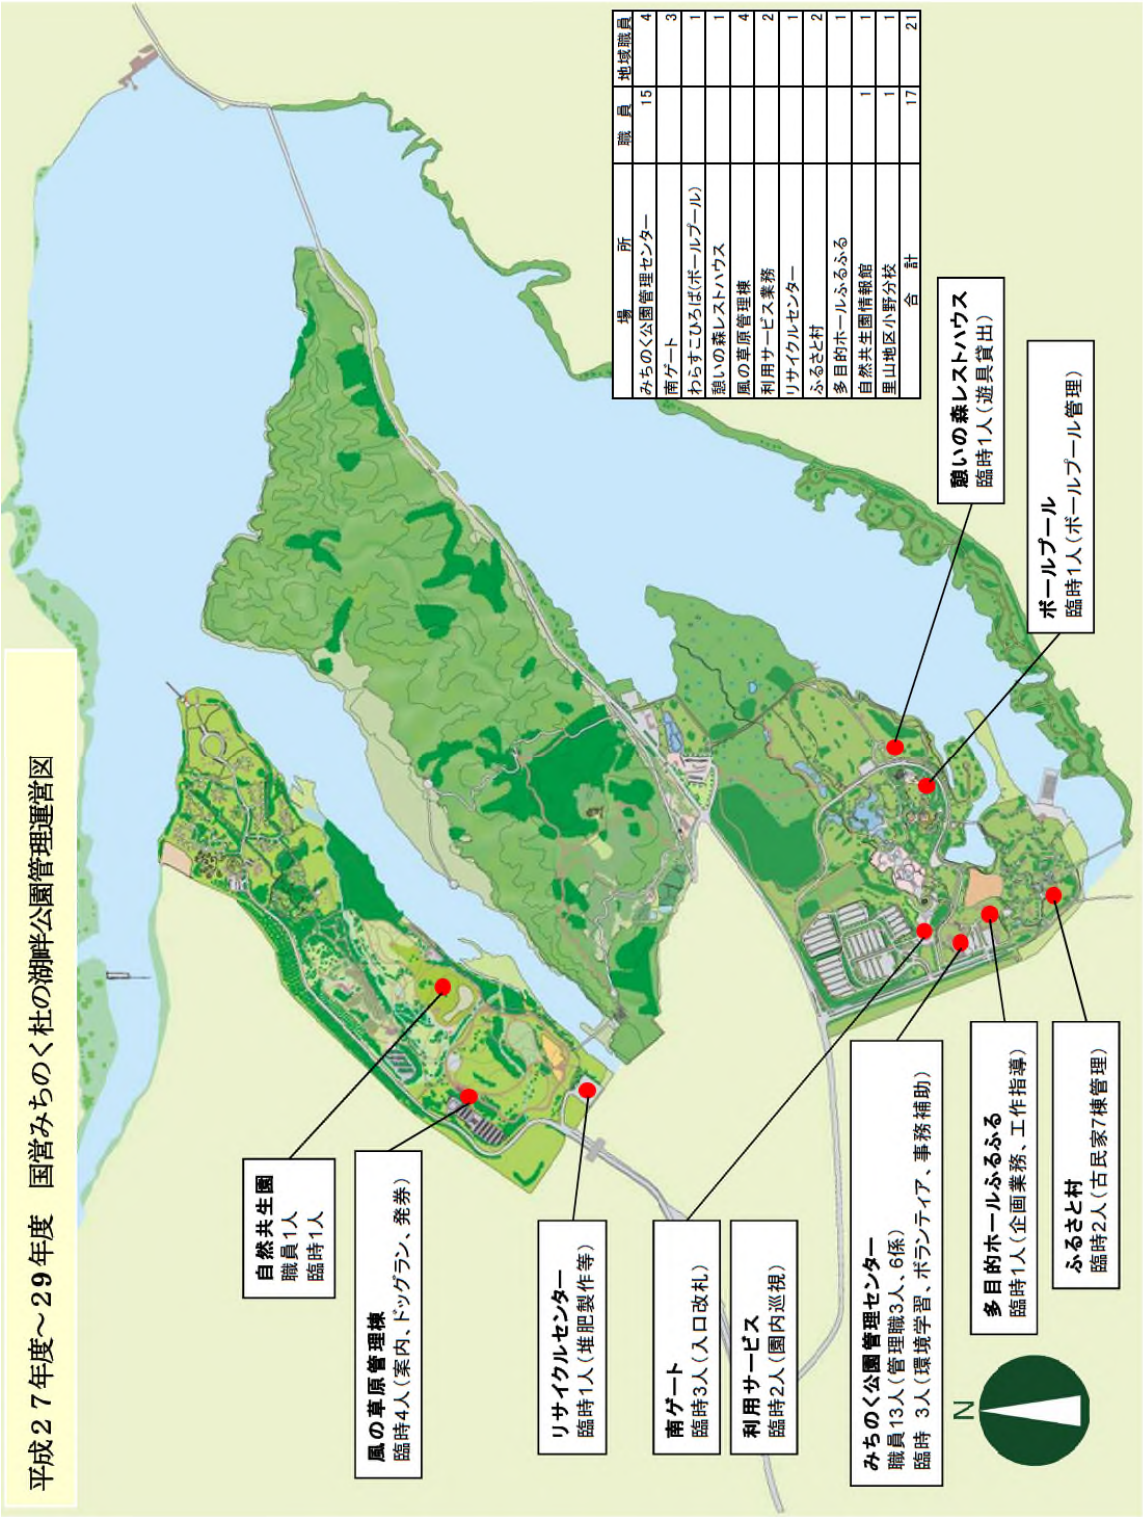 平成２７年度～２９年度　国営みちのく杜の湖畔公園管理運営図
場　所　職　員　地域職員
みちのく公園管理センター　15　4
南ゲート　3
わらすこひろば(ボールプール)　1
憩いの森レストハウス　1
風の草原管理棟　4
利用サービス業務　2
リサイクルセンター　1
ふるさと村　2
多目的ホールふるふる　1
自然共生園情報館　1　1
里山地区小野分校　1　1
合　計　17　21
自然共生園
職員1人
臨時1人
風の草原管理棟
臨時4人(案内、ドッグラン、発券)
リサイクルセンター
臨時1人(堆肥製作等)
南ゲート
臨時3人(入口改札)
利用サービス
臨時2人(園内巡視)
みちのく公園管理センター
職員13人(管理職3人、6係)
臨時 3人(環境学習、ボランティア、事務補助)
多目的ホールふるふる
臨時1人(企画業務、工作指導)
ふるさと村
臨時2人(古民家7棟管理)
憩いの森レストハウス
臨時1人(遊具貸出)
ボールプール
臨時1人(ボールプール管理)
N